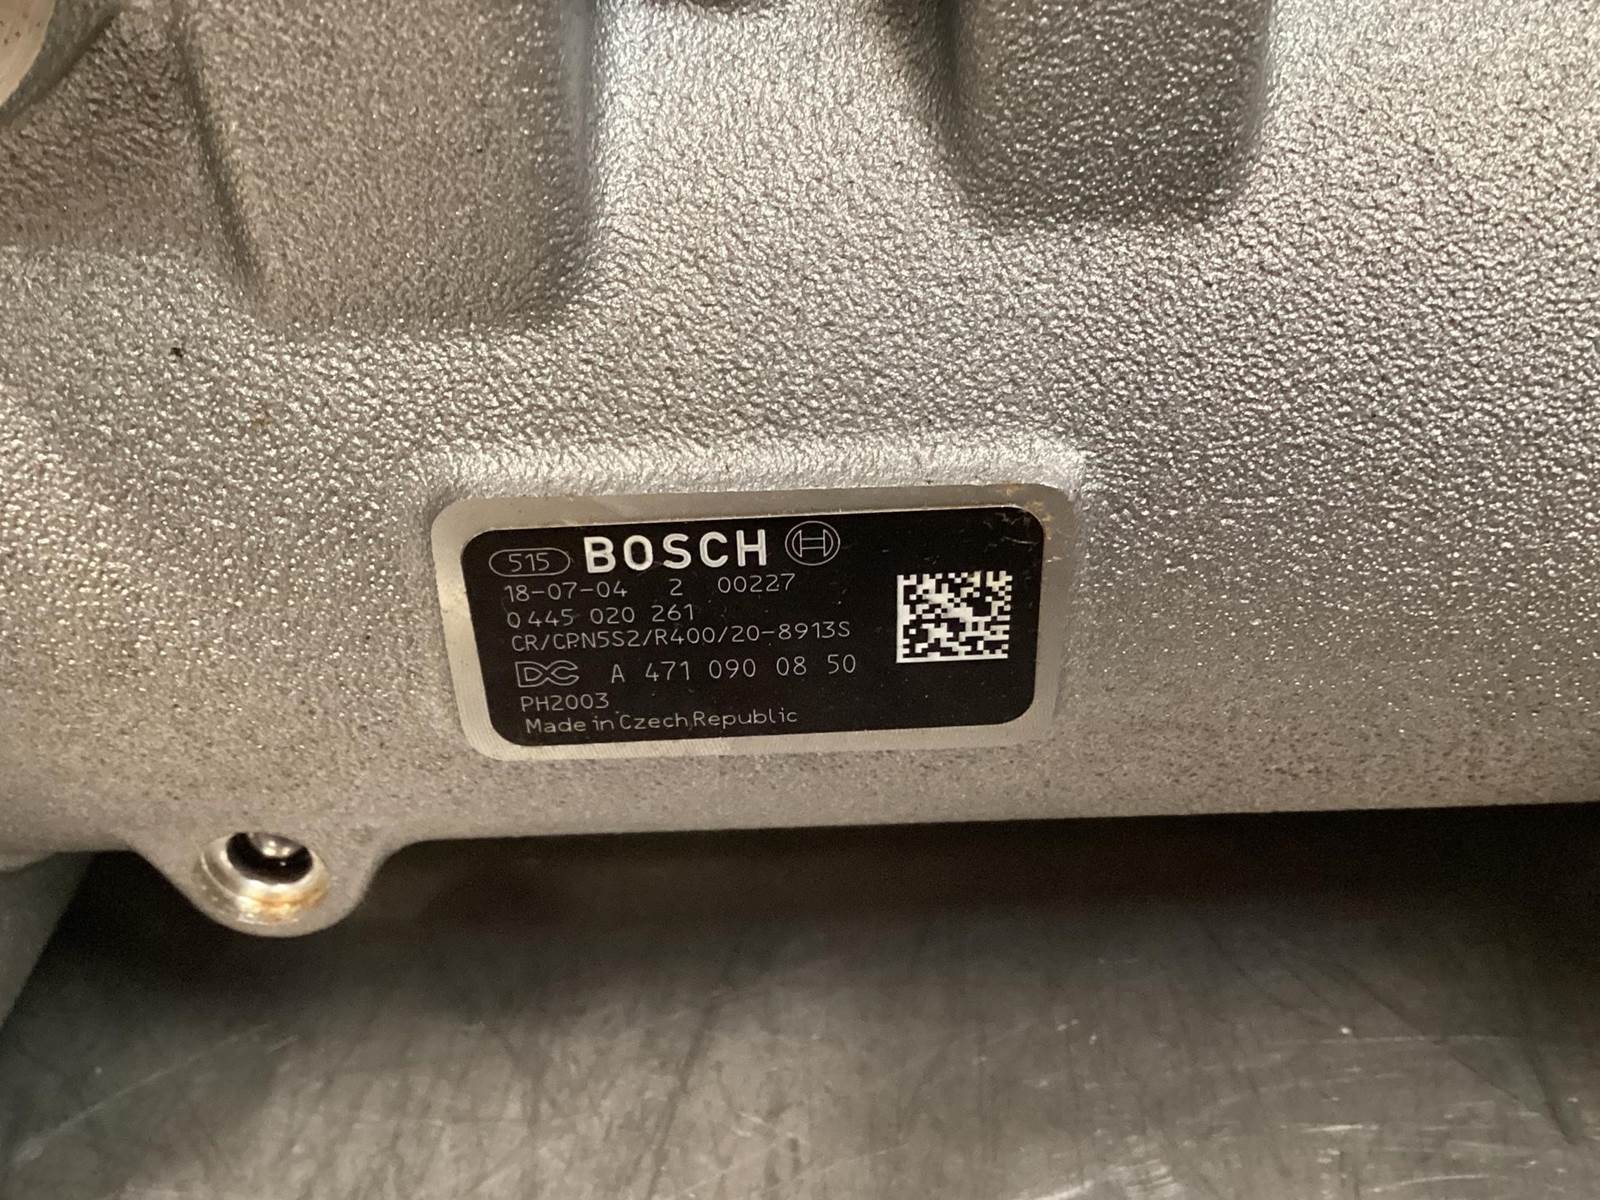 515 BOSCH
18-07-04 2 00227
0 445 020 261
CR/CPN5S2/R400/20-8913S
DC A 471 090 08 50
PH2003
Made in Czech Republic